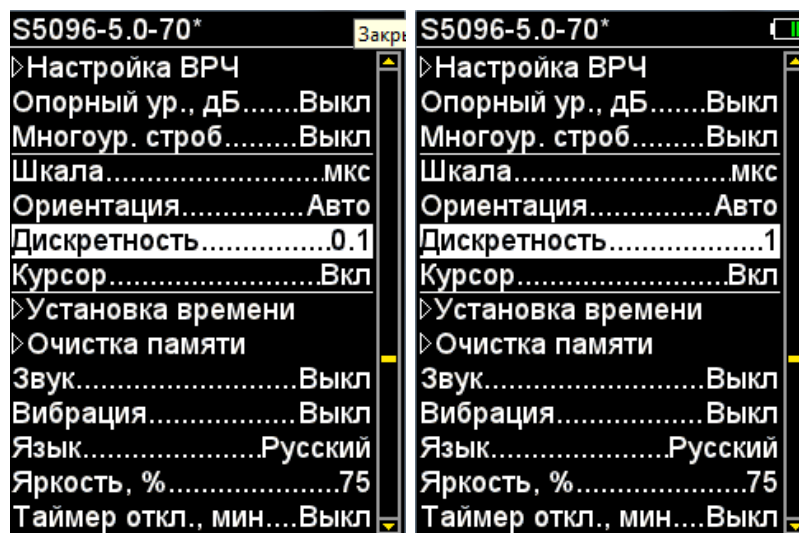 S5096-5.0-70*
Закры
▷Настройка ВРЧ
Опорный ур., дБ.......Выкл
Многоур. строб.........Выкл
Шкала...........................мкс
Ориентация...............Авто
Дискретность................0.1
Курсор..........................Вкл
▷Установка времени
▷Очистка памяти
Звук...........................Выкл
Вибрация..................Выкл
Язык.....................Русский
Яркость, %.....................75
Таймер откл., мин....Выкл
S5096-5.0-70*
▷Настройка ВРЧ
Опорный ур., дБ.......Выкл
Многоур. строб.........Выкл
Шкала...........................мкс
Ориентация...............Авто
Дискретность...................1
Курсор..........................Вкл
▷Установка времени
▷Очистка памяти
Звук...........................Выкл
Вибрация..................Выкл
Язык.....................Русский
Яркость, %.....................75
Таймер откл., мин....Выкл